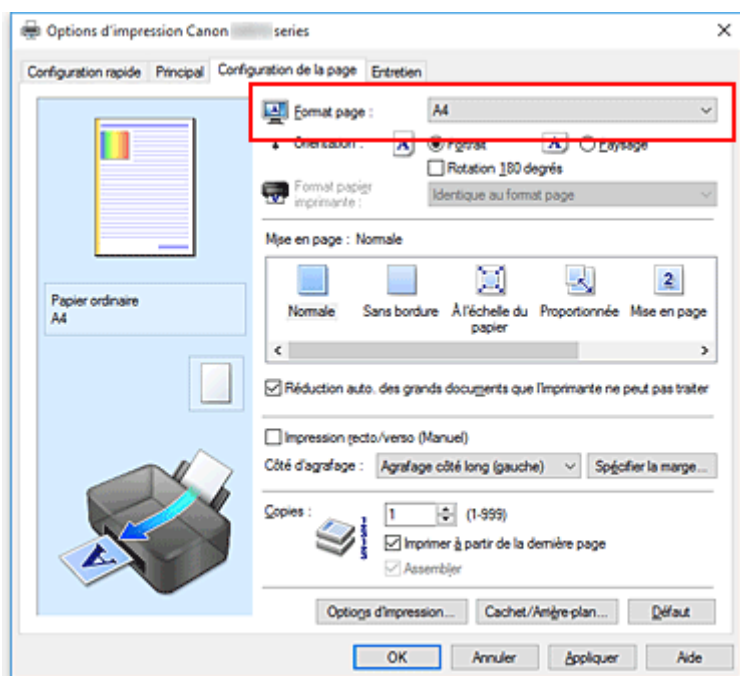 Options d'impression Canon series
Configuration rapide Principal Configuration de la page Entretien
Format page : A4
Orientation : A Portrait A Paysage
Rotation 180 degrés
Format papier
imprimante : Identique au format page
Mise en page : Normale
2
Normale Sans bordure À l'échelle du Proportionnée Mise en page
papier
Papier ordinaire
A4
Réduction auto. des grands documents que l'imprimante ne peut pas traiter
Impression recto/verso (Manuel)
Côté d'agrafage : Agrafage côté long (gauche) Spécifier la marge...
Copies : 1 (1-999)
Imprimer à partir de la dernière page
Assembler
A
Options d'impression... Cachet/Arrière-plan... Défaut
OK Annuler Appliquer Aide